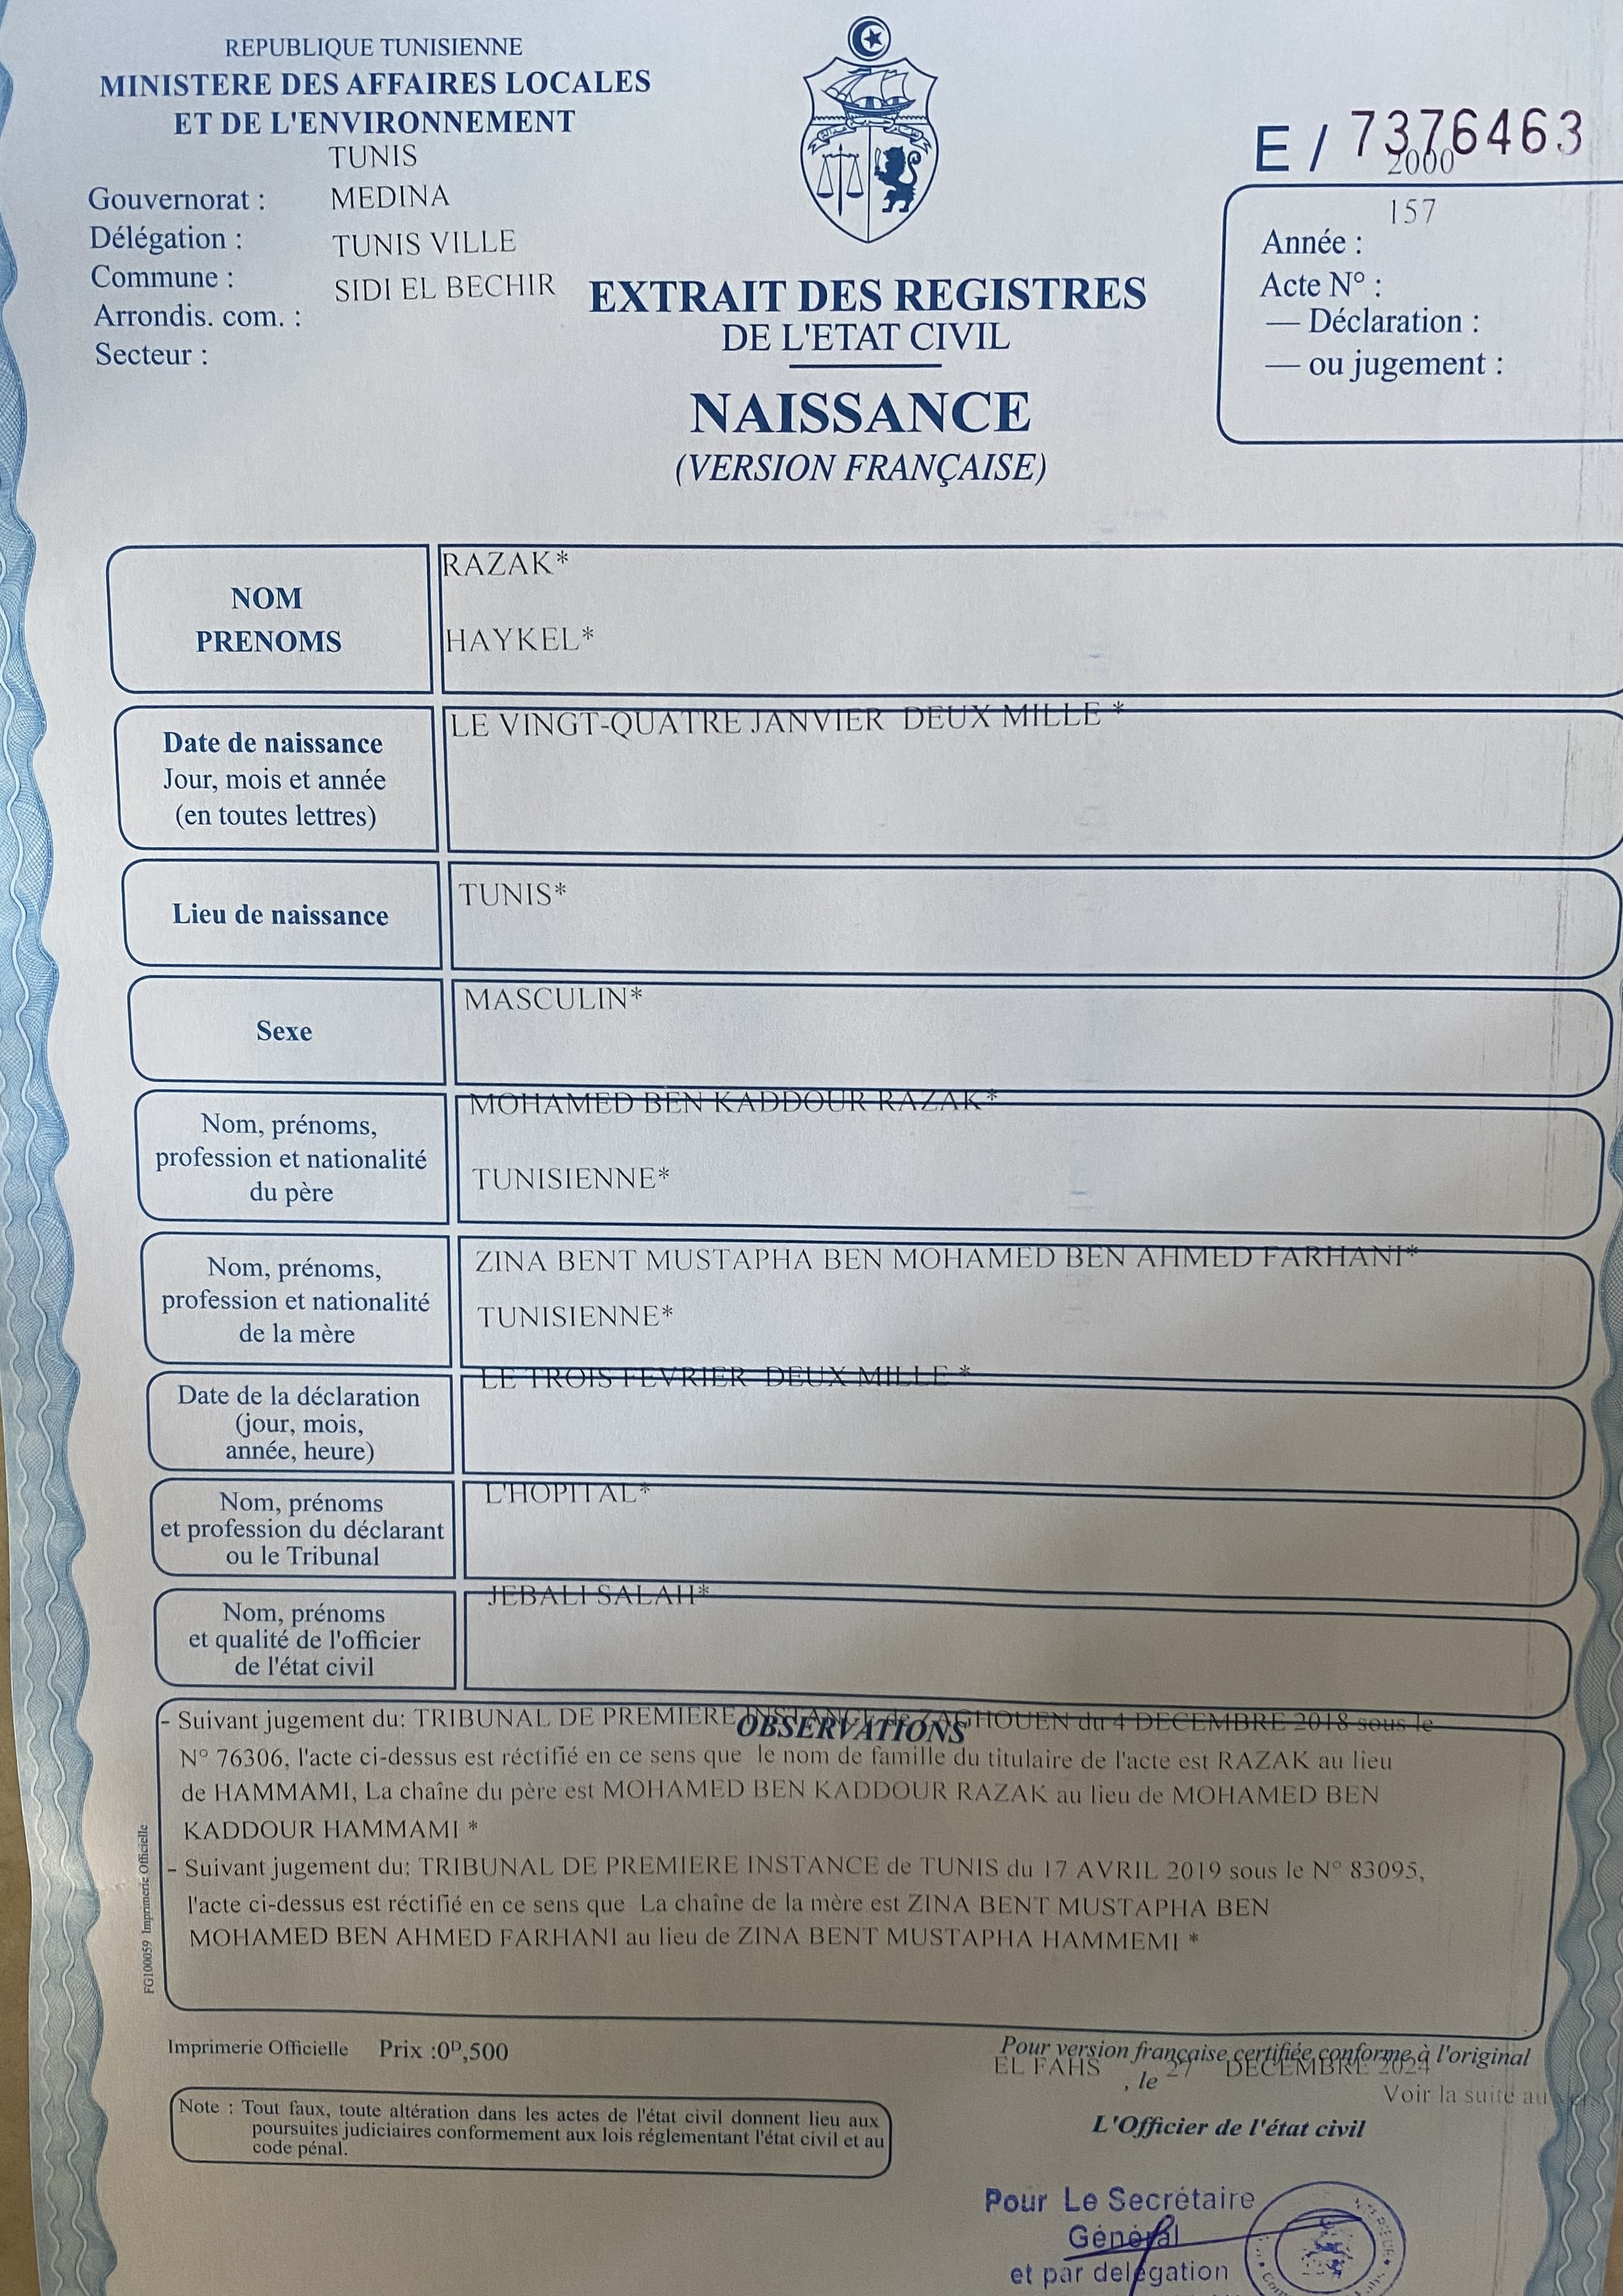 REPUBLIQUE TUNISIENNE
MINISTERE DES AFFAIRES LOCALES
ET DE L'ENVIRONNEMENT
TUNIS
Gouvernorat : MEDINA
Délégation : TUNIS VILLE
Commune : SIDI EL BECHIR
Arrondis. com. :
Secteur :
E / 7376463
2000
157
Année :
Acte N° :
— Déclaration :
— ou jugement :
EXTRAIT DES REGISTRES
DE L'ETAT CIVIL
NAISSANCE
(VERSION FRANÇAISE)
NOM
PRENOMS
RAZAK*
HAYKEL*
Date de naissance
Jour, mois et année
(en toutes lettres)
LE VINGT-QUATRE JANVIER DEUX MILLE *
Lieu de naissance
TUNIS*
Sexe
MASCULIN*
Nom, prénoms,
profession et nationalité
du père
MOHAMED BEN KADDOUR RAZAK*
TUNISIENNE*
Nom, prénoms,
profession et nationalité
de la mère
ZINA BENT MUSTAPHA BEN MOHAMED BEN AHMED FARHANI*
TUNISIENNE*
Date de la déclaration
(jour, mois,
année, heure)
LE TROIS FEVRIER DEUX MILLE *
Nom, prénoms
et profession du déclarant
ou le Tribunal
L'HOPITAL*
Nom, prénoms
et qualité de l'officier
de l'état civil
JEBALI SALAH*
OBSERVATIONS
- Suivant jugement du: TRIBUNAL DE PREMIERE INSTANCE de ZAGHOUEN du 4 DECEMBRE 2018 sous le
N° 76306, l'acte ci-dessus est réctifié en ce sens que le nom de famille du titulaire de l'acte est RAZAK au lieu
de HAMMAMI, La chaîne du père est MOHAMED BEN KADDOUR RAZAK au lieu de MOHAMED BEN
KADDOUR HAMMAMI *
- Suivant jugement du: TRIBUNAL DE PREMIERE INSTANCE de TUNIS du 17 AVRIL 2019 sous le N° 83095,
l'acte ci-dessus est réctifié en ce sens que La chaîne de la mère est ZINA BENT MUSTAPHA BEN
MOHAMED BEN AHMED FARHANI au lieu de ZINA BENT MUSTAPHA HAMMEMI *
FG100059 Imprimerie Officielle
Imprimerie Officielle Prix :0ᴰ,500
Pour version française certifiée conforme à l'original
EL FAHS , le 27 DECEMBRE 2024
Voir la suite au
L'Officier de l'état civil
Note : Tout faux, toute altération dans les actes de l'état civil donnent lieu aux
poursuites judiciaires conformement aux lois réglementant l'état civil et au
code pénal.
Pour Le Secrétaire
Général
et par delégation